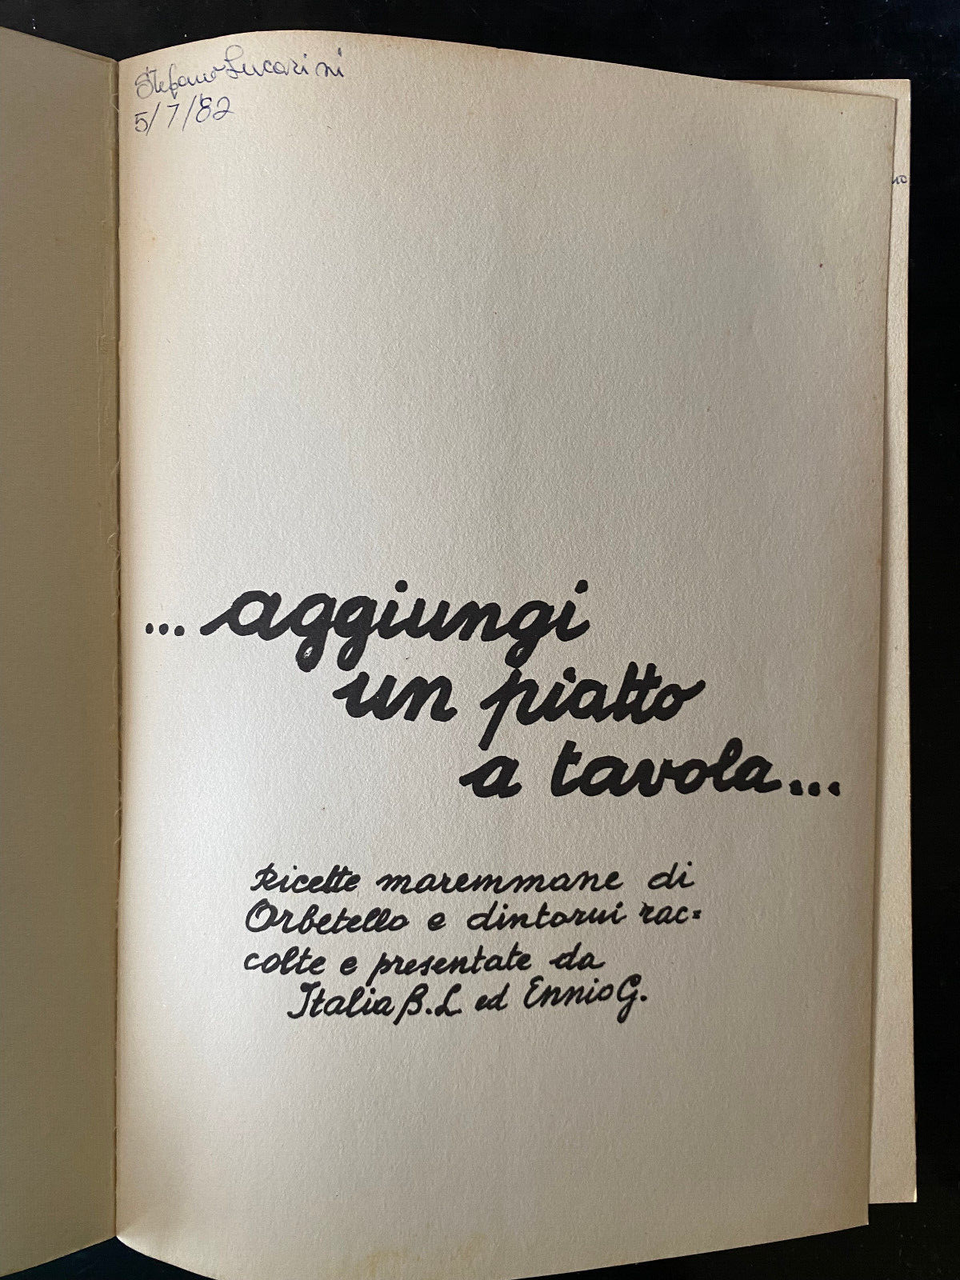 Stefano Lucarini
5/7/82
... aggiungi
un piatto
a tavola...
Ricette maremmane di
Orbetello e dintorni rac=
colte e presentate da
Italia B.L. ed Ennio G.